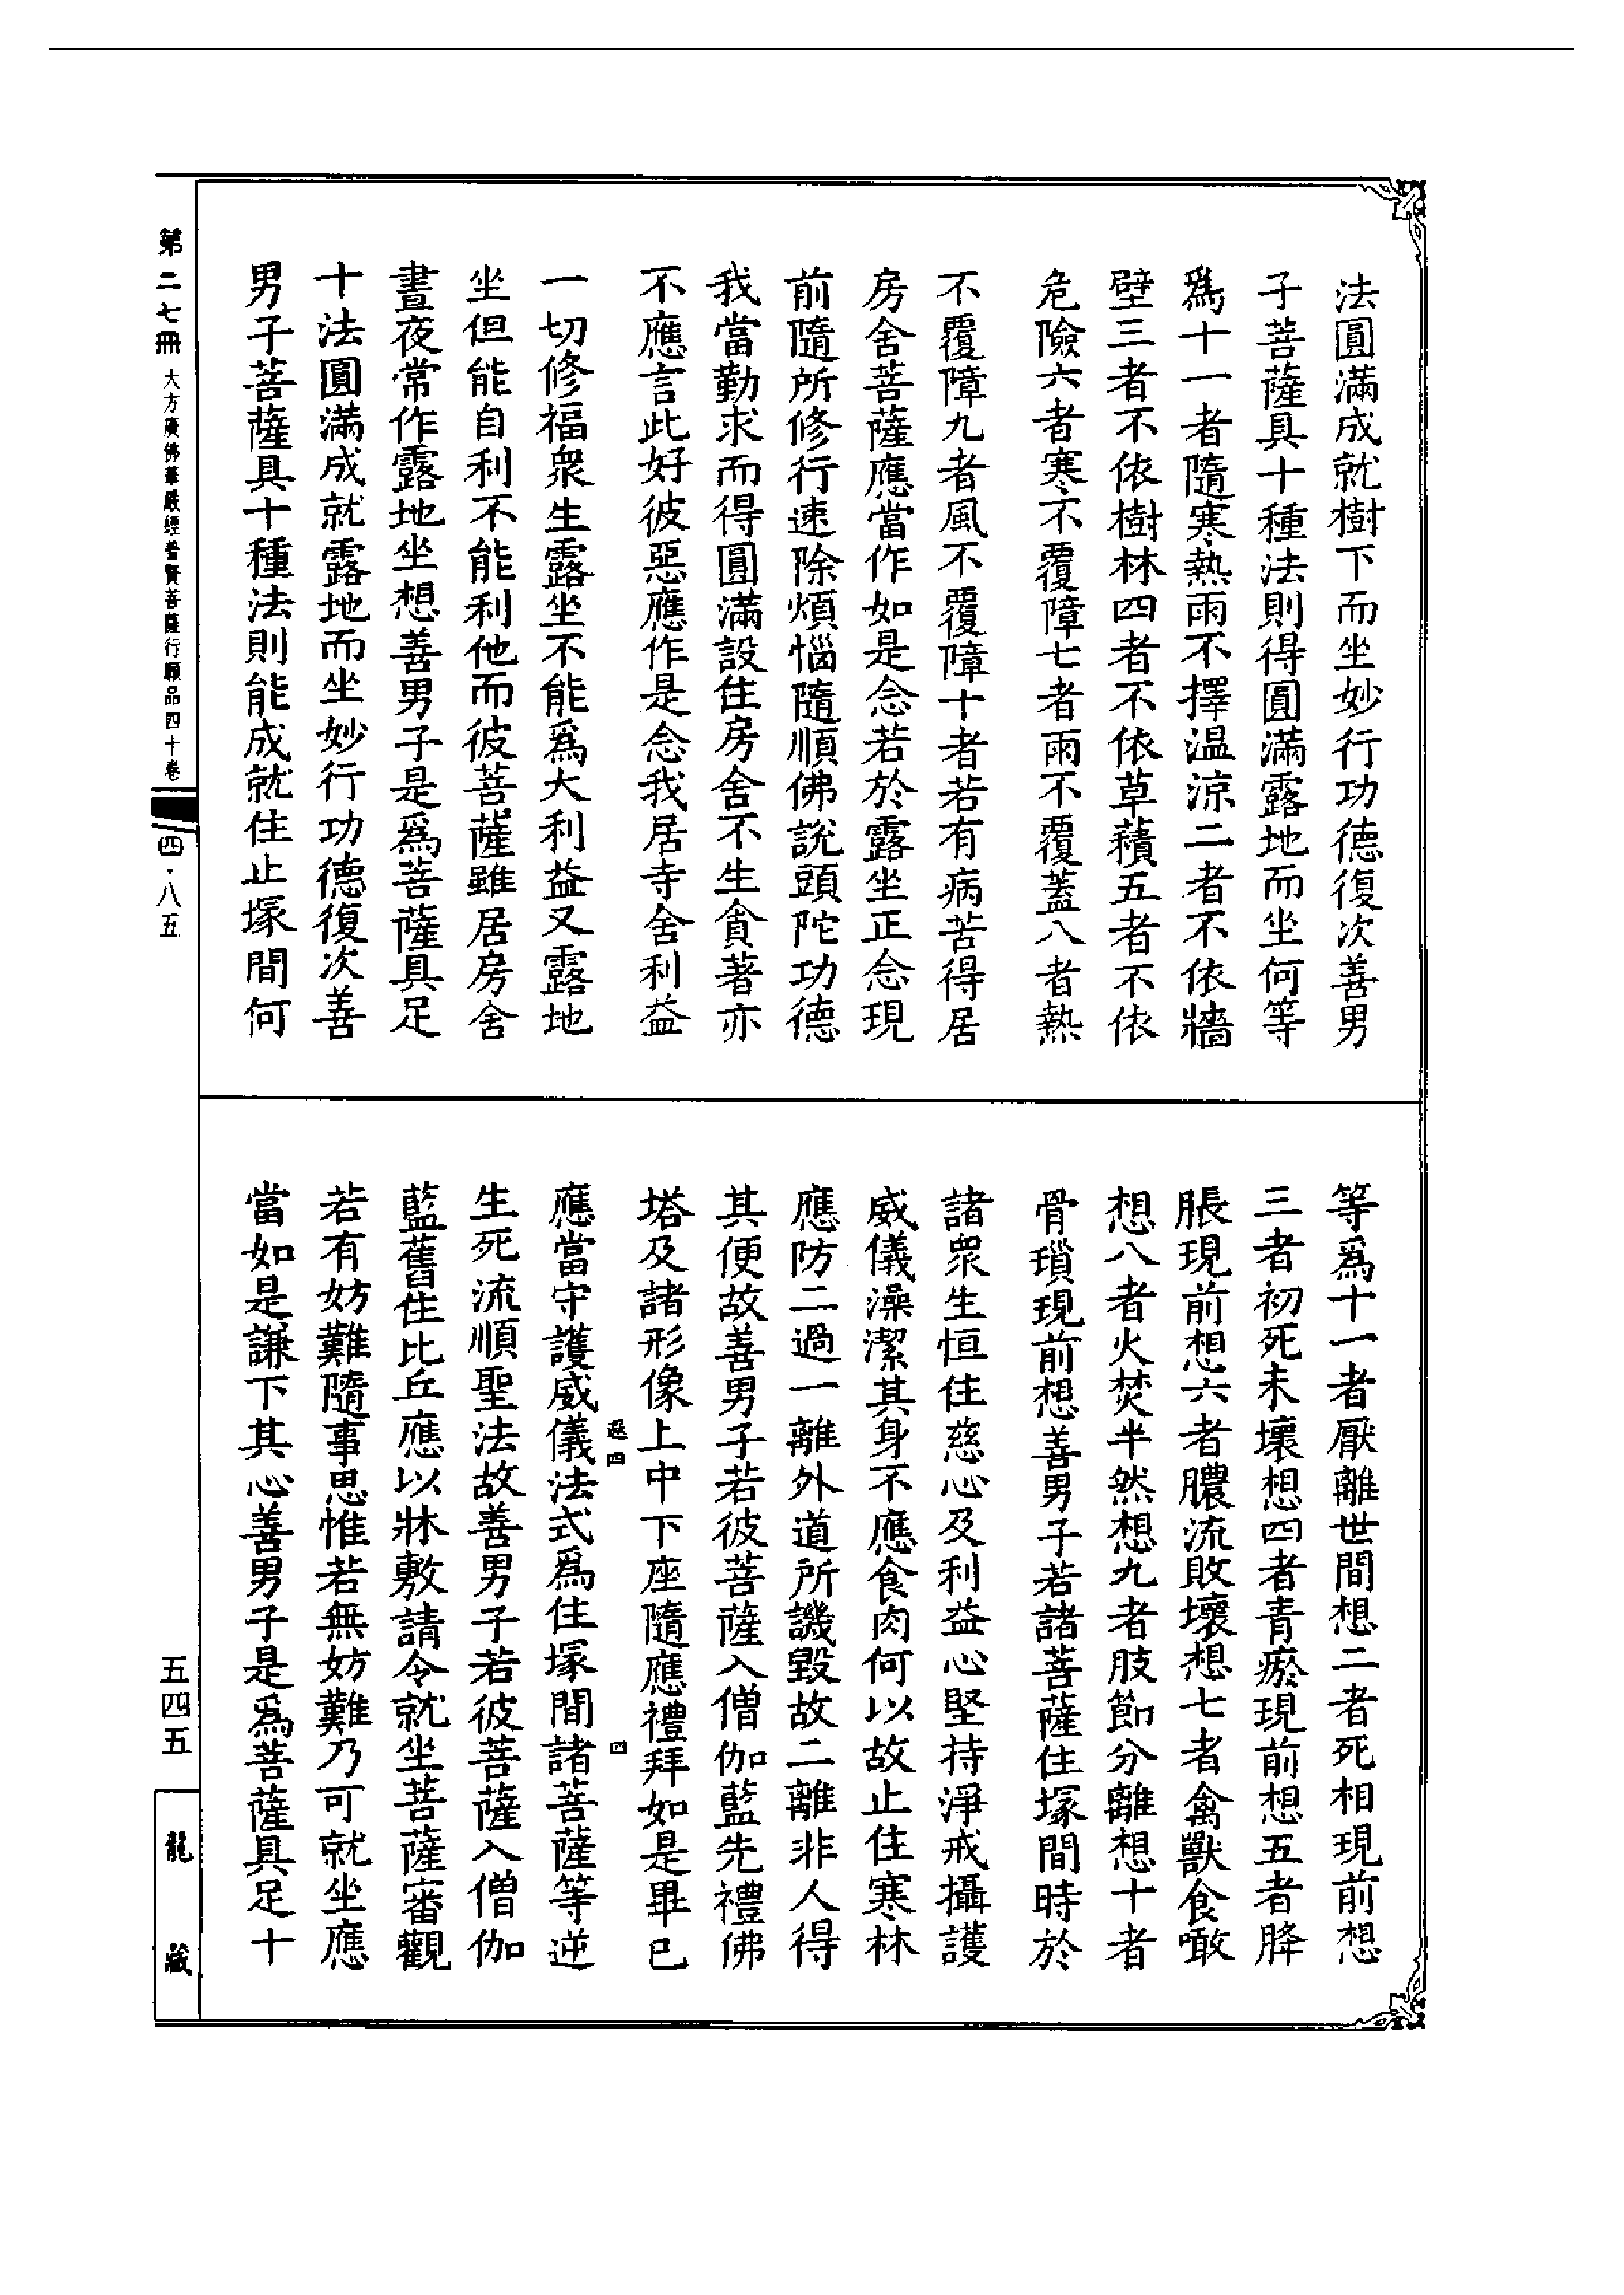 法圓滿成就樹下而坐妙行功德復次善男
子菩薩具十種法則得圓滿露地而坐何等
爲十一者隨寒熱雨不擇温涼二者不依牆
壁三者不依樹林四者不依草𧂐五者不依
危險六者寒不覆障七者雨不覆蓋八者熱
不覆障九者風不覆障十者若有病苦得居
房舍菩薩應當作如是念若於露坐正念現
前隨所修行速除煩惱隨順佛說頭陀功德
我當勤求而得圓滿設住房舍不生貪著亦
不應言此好彼惡應作是念我居寺舍利益
一切修福衆生露坐不能爲大利益又露地
坐但能自利不能利他而彼菩薩雖居房舍
晝夜常作露地坐想善男子是爲菩薩具足
十法圓滿成就露地而坐妙行功德復次善
男子菩薩具十種法則能成就住止塚間何
等爲十一者厭離世間想二者死相現前想
三者初死未壞想四者青瘀現前想五者胮
脹現前想六者膿流敗壞想七者禽獸食噉
想八者火焚半然想九者肢節分離想十者
骨瑣現前想善男子若諸菩薩住塚間時於
諸衆生恒住慈心及利益心堅持淨戒攝護
威儀澡潔其身不應食肉何以故止住寒林
應防二過一離外道所譏毀故二離非人得
其便故善男子若彼菩薩入僧伽藍先禮佛
塔及諸形像上中下座隨應禮拜如是畢已
應當守護威儀法式爲住塚間諸菩薩等逆
生死流順聖法故善男子若彼菩薩入僧伽
藍舊住比丘應以牀敷請令就坐菩薩審觀
若有妨難隨事思惟若無妨難乃可就坐應
當如是謙下其心善男子是爲菩薩具足十
四
四
第二七冊 大方廣佛華嚴經普賢菩薩行願品四十卷
四·八五
五四五
龍藏